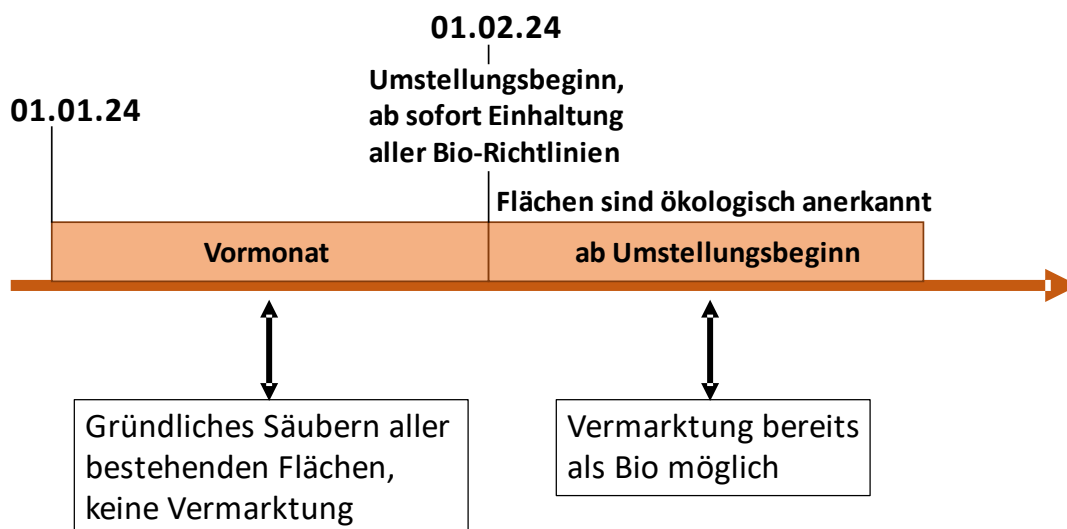 01.02.24
Umstellungsbeginn,
ab sofort Einhaltung
aller Bio-Richtlinien
01.01.24
Flächen sind ökologisch anerkannt
Vormonat
ab Umstellungsbeginn
Gründliches Säubern aller
bestehenden Flächen,
keine Vermarktung
Vermarktung bereits
als Bio möglich